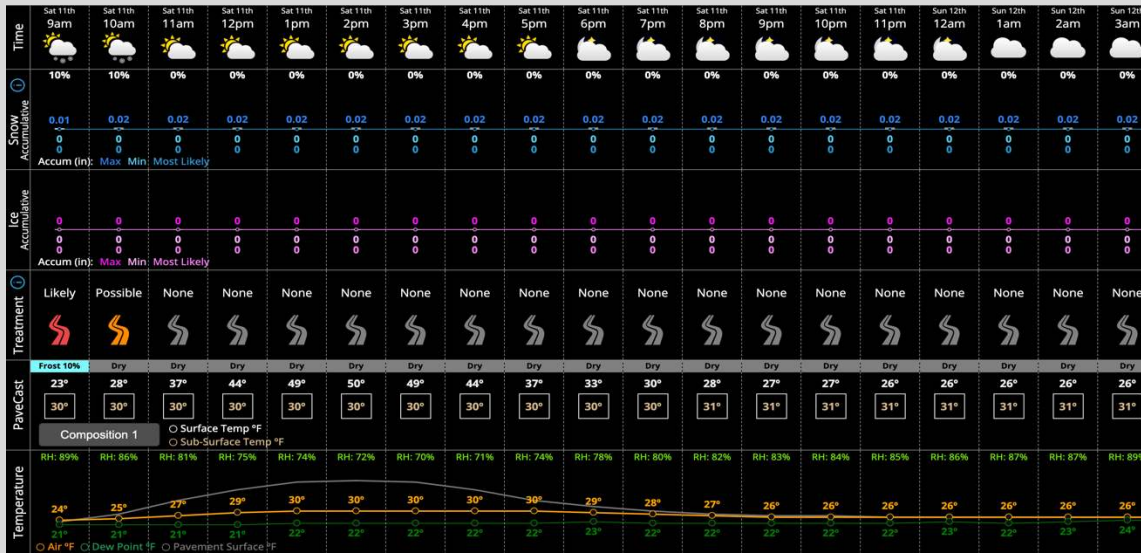 Time
Sat 11th Sat 11th Sat 11th Sat 11th Sat 11th Sat 11th Sat 11th Sat 11th Sat 11th Sat 11th Sat 11th Sat 11th Sat 11th Sat 11th Sat 11th Sun 12th Sun 12th Sun 12th Sun 12th
9am 10am 11am 12pm 1pm 2pm 3pm 4pm 5pm 6pm 7pm 8pm 9pm 10pm 11pm 12am 1am 2am 3am
Snow
Accumulative
10% 10% 0% 0% 0% 0% 0% 0% 0% 0% 0% 0% 0% 0% 0% 0% 0% 0% 0%
0.01 0.02 0.02 0.02 0.02 0.02 0.02 0.02 0.02 0.02 0.02 0.02 0.02 0.02 0.02 0.02 0.02 0.02 0.02
0 0 0 0 0 0 0 0 0 0 0 0 0 0 0 0 0 0 0
0 0 0 0 0 0 0 0 0 0 0 0 0 0 0 0 0 0 0
Accum (in): Max Min Most Likely
Ice
Accumulative
0 0 0 0 0 0 0 0 0 0 0 0 0 0 0 0 0 0 0
0 0 0 0 0 0 0 0 0 0 0 0 0 0 0 0 0 0 0
0 0 0 0 0 0 0 0 0 0 0 0 0 0 0 0 0 0 0
Accum (in): Max Min Most Likely
Treatment
Likely Possible None None None None None None None None None None None None None None None None None
PaveCast
Frost 10% Dry Dry Dry Dry Dry Dry Dry Dry Dry Dry Dry Dry Dry Dry Dry Dry Dry Dry
23° 28° 37° 44° 49° 50° 49° 44° 37° 33° 30° 28° 27° 27° 26° 26° 26° 26° 26°
30° 30° 30° 30° 30° 30° 30° 30° 30° 30° 30° 31° 31° 31° 31° 31° 31° 31° 31°
Composition 1
Surface Temp °F
Sub-Surface Temp °F
Temperature
RH: 89% RH: 86% RH: 81% RH: 75% RH: 74% RH: 72% RH: 70% RH: 71% RH: 74% RH: 78% RH: 80% RH: 82% RH: 83% RH: 84% RH: 85% RH: 86% RH: 87% RH: 87% RH: 89%
24° 25° 27° 29° 30° 30° 30° 30° 30° 29° 28° 27° 26° 26° 26° 26° 26° 26° 26°
21° 21° 21° 21° 22° 22° 22° 22° 22° 23° 22° 22° 22° 22° 22° 23° 22° 23° 24°
Air °F Dew Point °F Pavement Surface °F